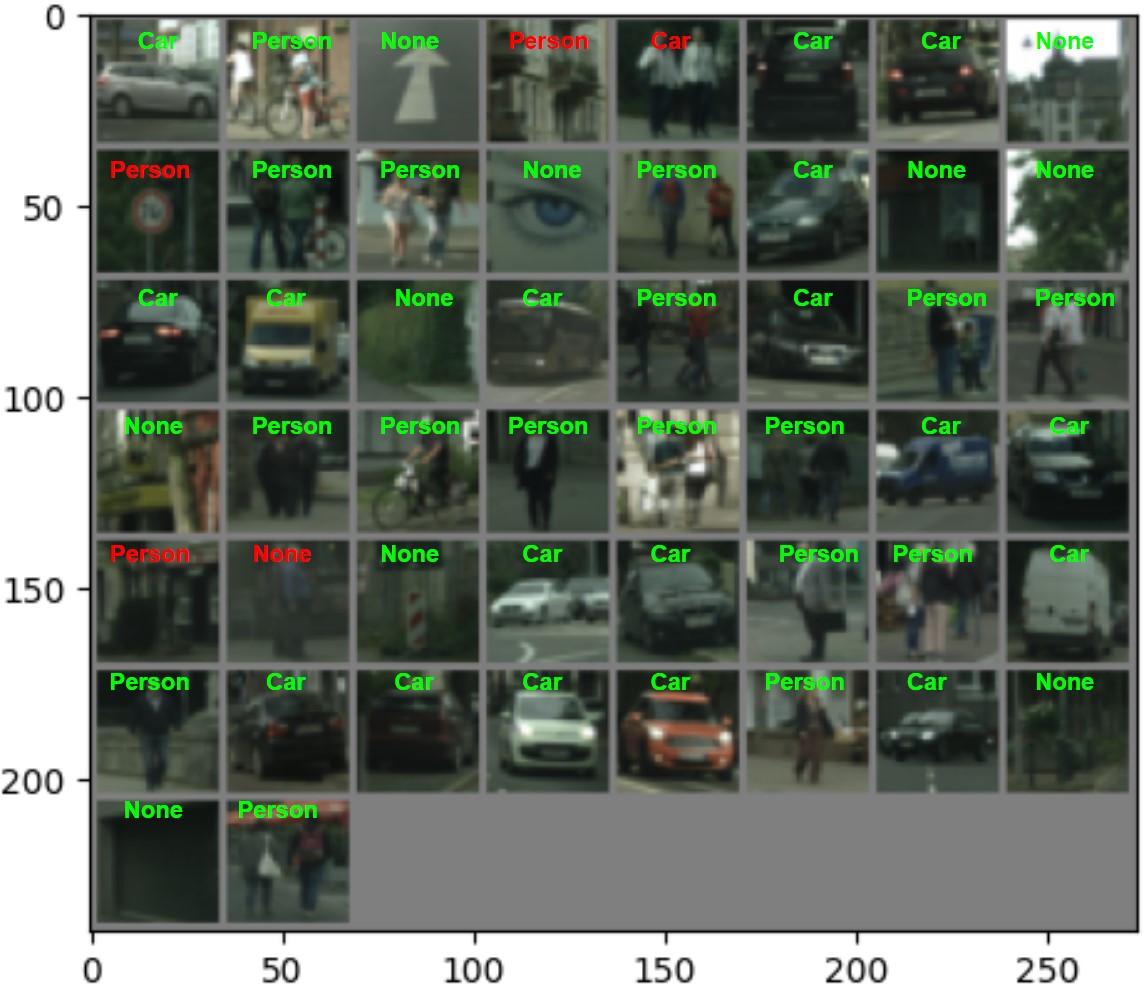 0
Car Person None Person Car Car Car None
50
Person Person Person None Person Car None None
Car Car None Car Person Car Person Person
100
None Person Person Person Person Person Car Car
150
Person None None Car Car Person Person Car
Person Car Car Car Car Person Car None
200
None Person
0 50 100 150 200 250